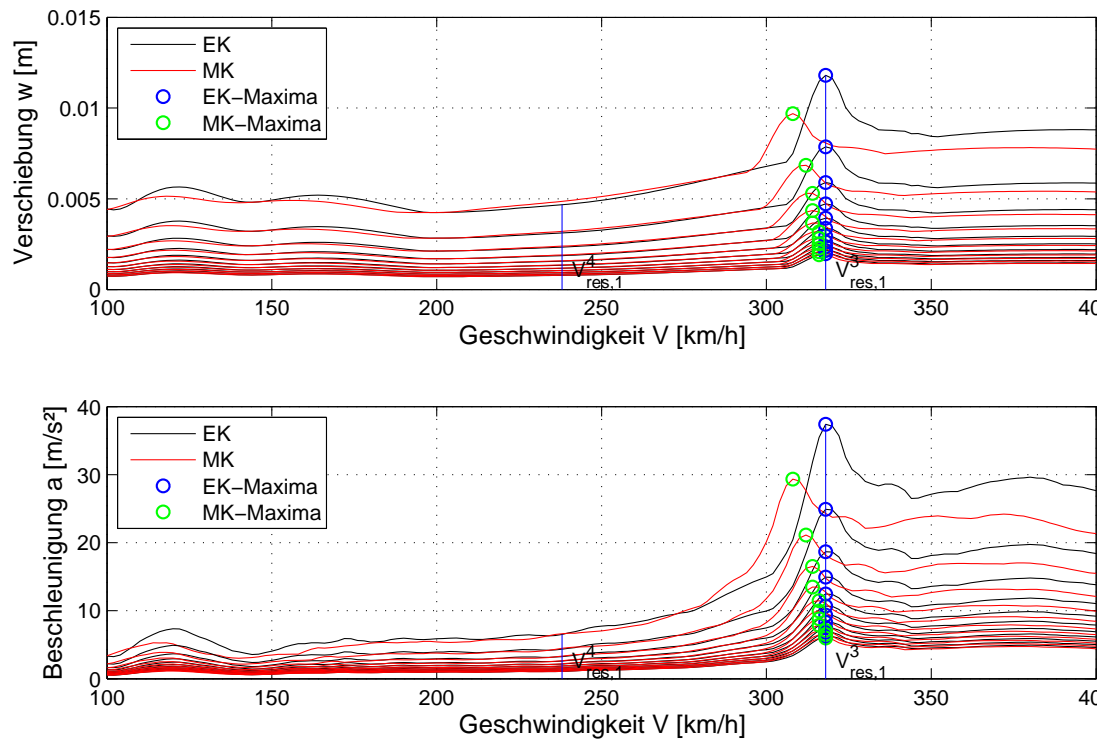 0.015
0.01
0.005
0
Verschiebung w [m]
EK
MK
EK−Maxima
MK−Maxima
V⁴res,1
V³res,1
100 150 200 250 300 350 40
Geschwindigkeit V [km/h]
40
30
20
10
0
Beschleunigung a [m/s²]
EK
MK
EK−Maxima
MK−Maxima
V⁴res,1
V³res,1
100 150 200 250 300 350 40
Geschwindigkeit V [km/h]